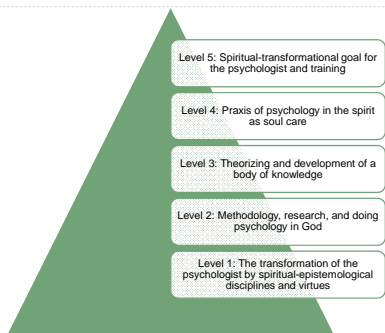 Level 5: Spiritual-transformational goal for
the psychologist and training
Level 4: Praxis of psychology in the spirit
as soul care
Level 3: Theorizing and development of a
body of knowledge
Level 2: Methodology, research, and doing
psychology in God
Level 1: The transformation of the
psychologist by spiritual-epistemological
disciplines and virtues